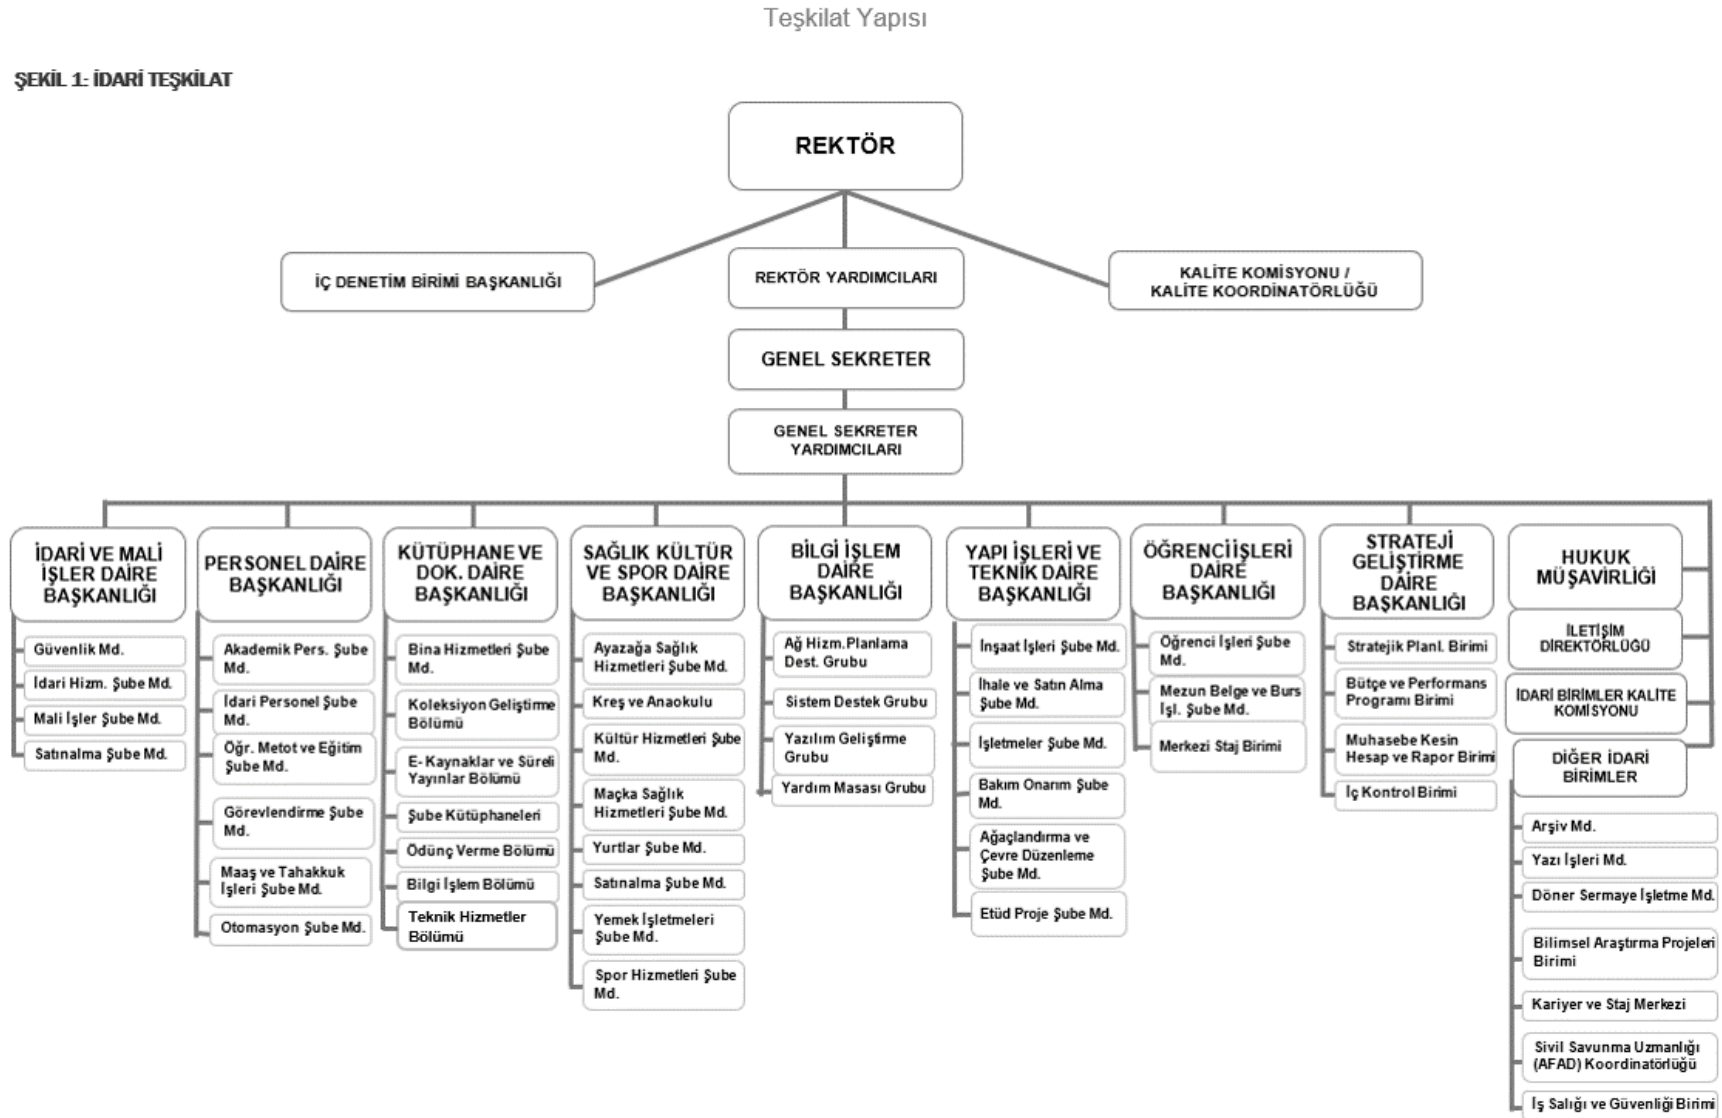 Teşkilat Yapısı
ŞEKİL 1: İDARİ TEŞKİLAT
REKTÖR
İÇ DENETİM BİRİMİ BAŞKANLIĞI
REKTÖR YARDIMCILARI
KALİTE KOMİSYONU /
KALİTE KOORDİNATÖRLÜĞÜ
GENEL SEKRETER
GENEL SEKRETER
YARDIMCILARI
İDARİ VE MALİ
İŞLER DAİRE
BAŞKANLIĞI
Güvenlik Md.
İdari Hizm. Şube Md.
Mali İşler Şube Md.
Satınalma Şube Md.
PERSONEL DAİRE
BAŞKANLIĞI
Akademik Pers. Şube
Md.
İdari Personel Şube
Md.
Öğr. Metot ve Eğitim
Şube Md.
Görevlendirme Şube
Md.
Maaş ve Tahakkuk
İşleri Şube Md.
Otomasyon Şube Md.
KÜTÜPHANE VE
DOK. DAİRE
BAŞKANLIĞI
Bina Hizmetleri Şube
Md.
Koleksiyon Geliştirme
Bölümü
E- Kaynaklar ve Süreli
Yayınlar Bölümü
Şube Kütüphaneleri
Ödünç Verme Bölümü
Bilgi İşlem Bölümü
Teknik Hizmetler
Bölümü
SAĞLIK KÜLTÜR
VE SPOR DAİRE
BAŞKANLIĞI
Ayazağa Sağlık
Hizmetleri Şube Md.
Kreş ve Anaokulu
Kültür Hizmetleri Şube
Md.
Maçka Sağlık
Hizmetleri Şube Md.
Yurtlar Şube Md.
Satınalma Şube Md.
Yemek İşletmeleri
Şube Md.
Spor Hizmetleri Şube
Md.
BİLGİ İŞLEM
DAİRE
BAŞKANLIĞI
Ağ Hizm.Planlama
Dest. Grubu
Sistem Destek Grubu
Yazılım Geliştirme
Grubu
Yardım Masası Grubu
YAPI İŞLERİ VE
TEKNİK DAİRE
BAŞKANLIĞI
İnşaat İşleri Şube Md.
İhale ve Satın Alma
Şube Md.
İşletmeler Şube Md.
Bakım Onarım Şube
Md.
Ağaçlandırma ve
Çevre Düzenleme
Şube Md.
Etüd Proje Şube Md.
ÖĞRENCİ İŞLERİ
DAİRE
BAŞKANLIĞI
Öğrenci İşleri Şube
Md.
Mezun Belge ve Burs
İşl. Şube Md.
Merkezi Staj Birimi
STRATEJİ
GELİŞTİRME
DAİRE
BAŞKANLIĞI
Stratejik Planl. Birimi
Bütçe ve Performans
Programı Birimi
Muhasebe Kesin
Hesap ve Rapor Birimi
İç Kontrol Birimi
HUKUK
MÜŞAVİRLİĞİ
İLETİŞİM
DİREKTÖRLÜĞÜ
İDARİ BİRİMLER KALİTE
KOMİSYONU
DİĞER İDARİ
BİRİMLER
Arşiv Md.
Yazı İşleri Md.
Döner Sermaye İşletme Md.
Bilimsel Araştırma Projeleri
Birimi
Kariyer ve Staj Merkezi
Sivil Savunma Uzmanlığı
(AFAD) Koordinatörlüğü
İş Salığı ve Güvenliği Birimi